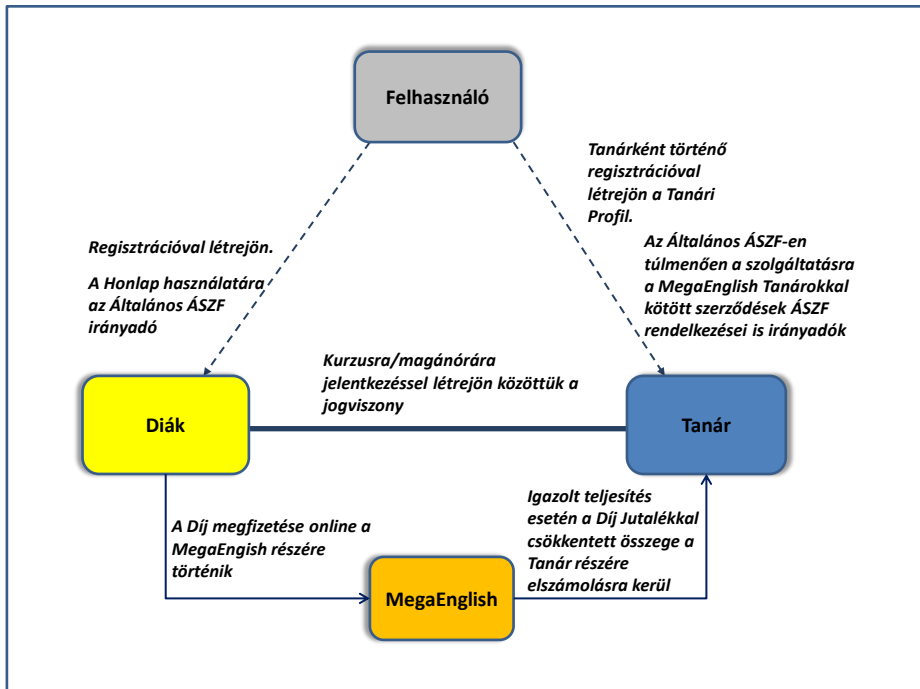 Felhasználó
Tanárként történő
regisztrációval
létrejön a Tanári
Profil.
Regisztrációval létrejön.
A Honlap használatára
az Általános ÁSZF
irányadó
Az Általános ÁSZF-en
túlmenően a szolgáltatásra
a MegaEnglish Tanárokkal
kötött szerződések ÁSZF
rendelkezései is irányadók
Kurzusra/magánórára
jelentkezéssel létrejön közöttük a
jogviszony
Diák
Tanár
A Díj megfizetése online a
MegaEngish részére
történik
Igazolt teljesítés
esetén a Díj Jutalékkal
csökkentett összege a
Tanár részére
elszámolásra kerül
MegaEnglish